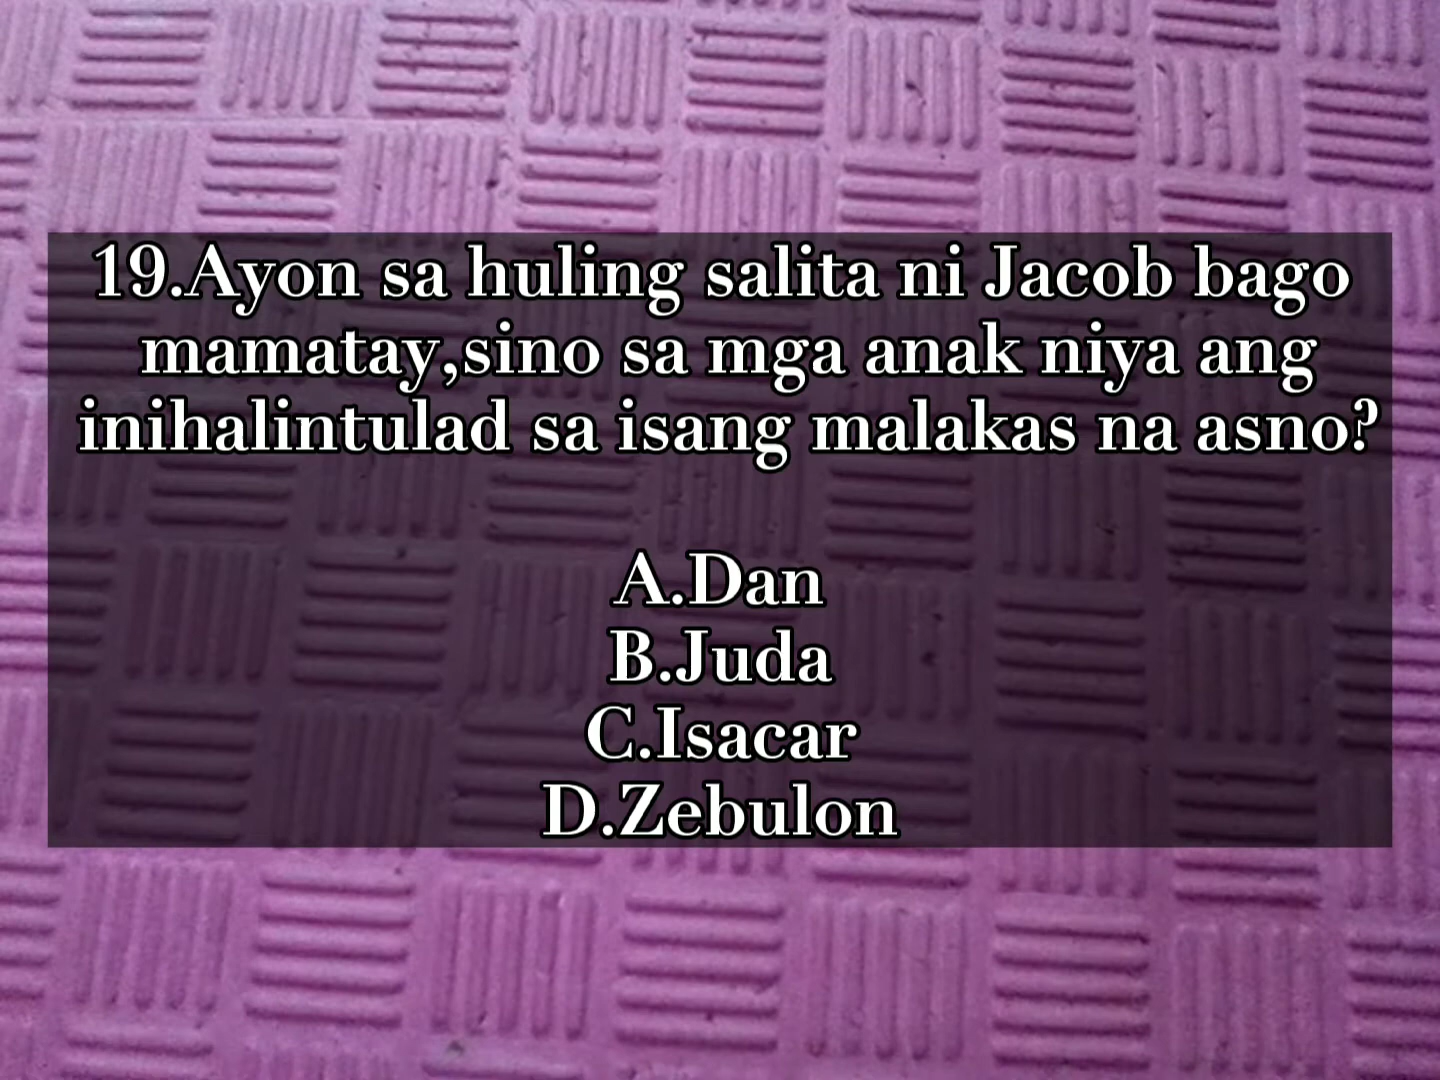 19.Ayon sa huling salita ni Jacob bago
mamatay,sino sa mga anak niya ang
inihalintulad sa isang malakas na asno?
A.Dan
B.Juda
C.Isacar
D.Zebulon